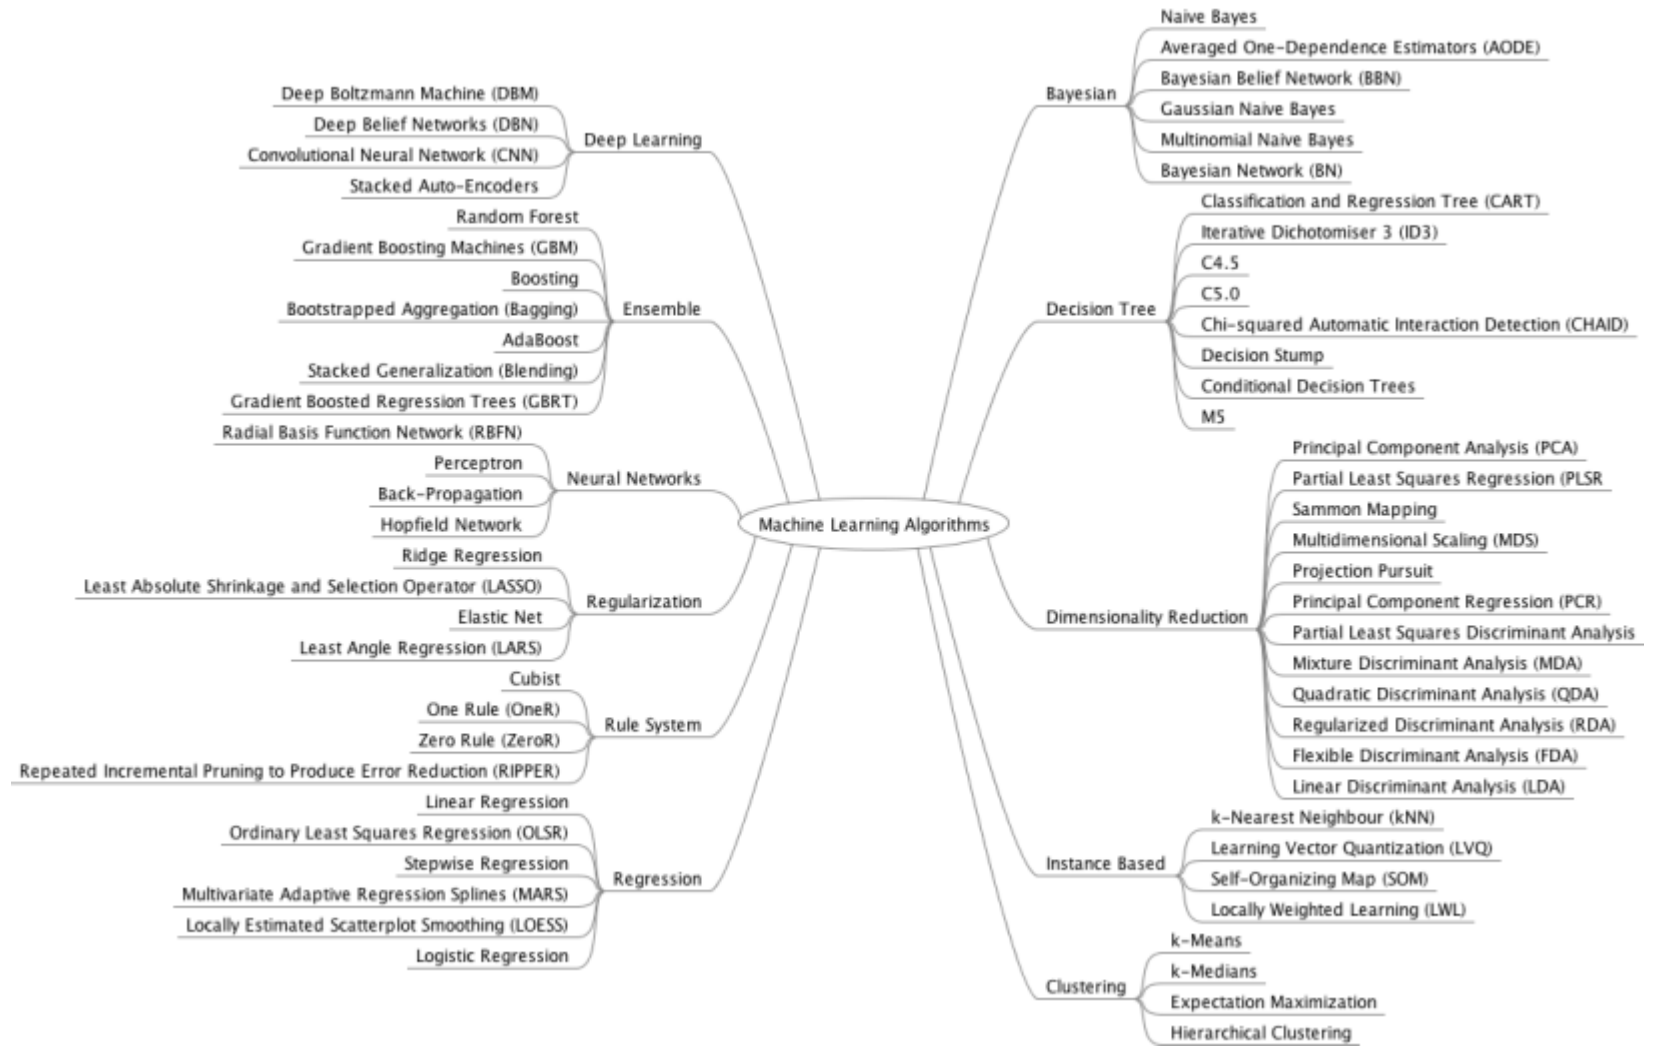 Machine Learning Algorithms
Deep Learning
Deep Boltzmann Machine (DBM)
Deep Belief Networks (DBN)
Convolutional Neural Network (CNN)
Stacked Auto-Encoders
Ensemble
Random Forest
Gradient Boosting Machines (GBM)
Boosting
Bootstrapped Aggregation (Bagging)
AdaBoost
Stacked Generalization (Blending)
Gradient Boosted Regression Trees (GBRT)
Neural Networks
Radial Basis Function Network (RBFN)
Perceptron
Back-Propagation
Hopfield Network
Regularization
Ridge Regression
Least Absolute Shrinkage and Selection Operator (LASSO)
Elastic Net
Least Angle Regression (LARS)
Rule System
Cubist
One Rule (OneR)
Zero Rule (ZeroR)
Repeated Incremental Pruning to Produce Error Reduction (RIPPER)
Regression
Linear Regression
Ordinary Least Squares Regression (OLSR)
Stepwise Regression
Multivariate Adaptive Regression Splines (MARS)
Locally Estimated Scatterplot Smoothing (LOESS)
Logistic Regression
Bayesian
Naive Bayes
Averaged One-Dependence Estimators (AODE)
Bayesian Belief Network (BBN)
Gaussian Naive Bayes
Multinomial Naive Bayes
Bayesian Network (BN)
Decision Tree
Classification and Regression Tree (CART)
Iterative Dichotomiser 3 (ID3)
C4.5
C5.0
Chi-squared Automatic Interaction Detection (CHAID)
Decision Stump
Conditional Decision Trees
M5
Dimensionality Reduction
Principal Component Analysis (PCA)
Partial Least Squares Regression (PLSR
Sammon Mapping
Multidimensional Scaling (MDS)
Projection Pursuit
Principal Component Regression (PCR)
Partial Least Squares Discriminant Analysis
Mixture Discriminant Analysis (MDA)
Quadratic Discriminant Analysis (QDA)
Regularized Discriminant Analysis (RDA)
Flexible Discriminant Analysis (FDA)
Linear Discriminant Analysis (LDA)
Instance Based
k-Nearest Neighbour (kNN)
Learning Vector Quantization (LVQ)
Self-Organizing Map (SOM)
Locally Weighted Learning (LWL)
Clustering
k-Means
k-Medians
Expectation Maximization
Hierarchical Clustering